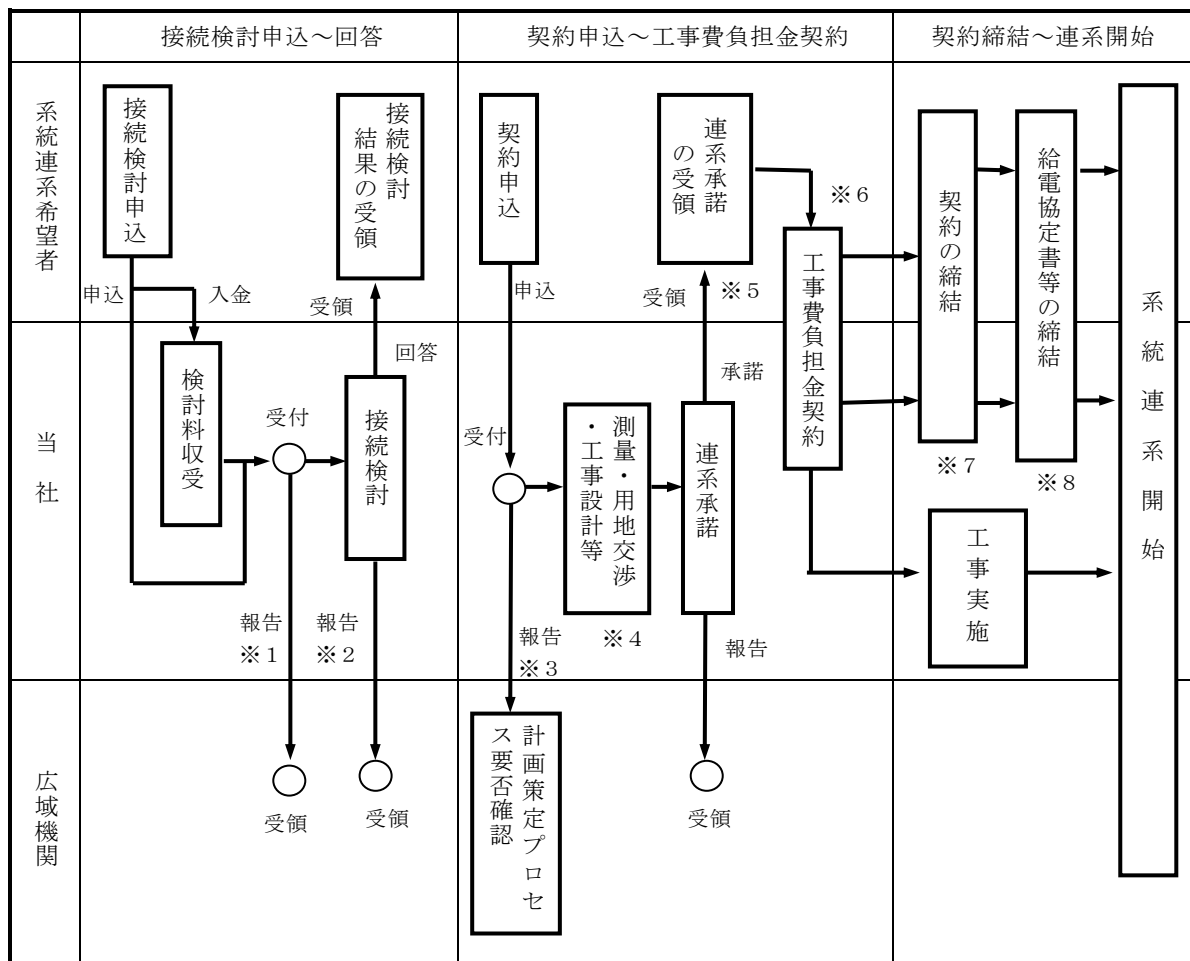 接続検討申込～回答
契約申込～工事費負担金契約
契約締結～連系開始
系統連系希望者
接続検討申込
接続検討
結果の受領
契約申込
連系承諾
の受領
※6
契約の締結
給電協定書等の締結
系統連系開始
申込
入金
受領
申込
受領
※5
工事費負担金契約
当社
検討料収受
回答
受付
接続検討
受付
測量・用地交渉
・工事設計等
承諾
連系承諾
※7
※8
工事実施
報告
※1
報告
※2
報告
※3
※4
報告
広域機関
受領
受領
計画策定プロセ
ス要否確認
受領